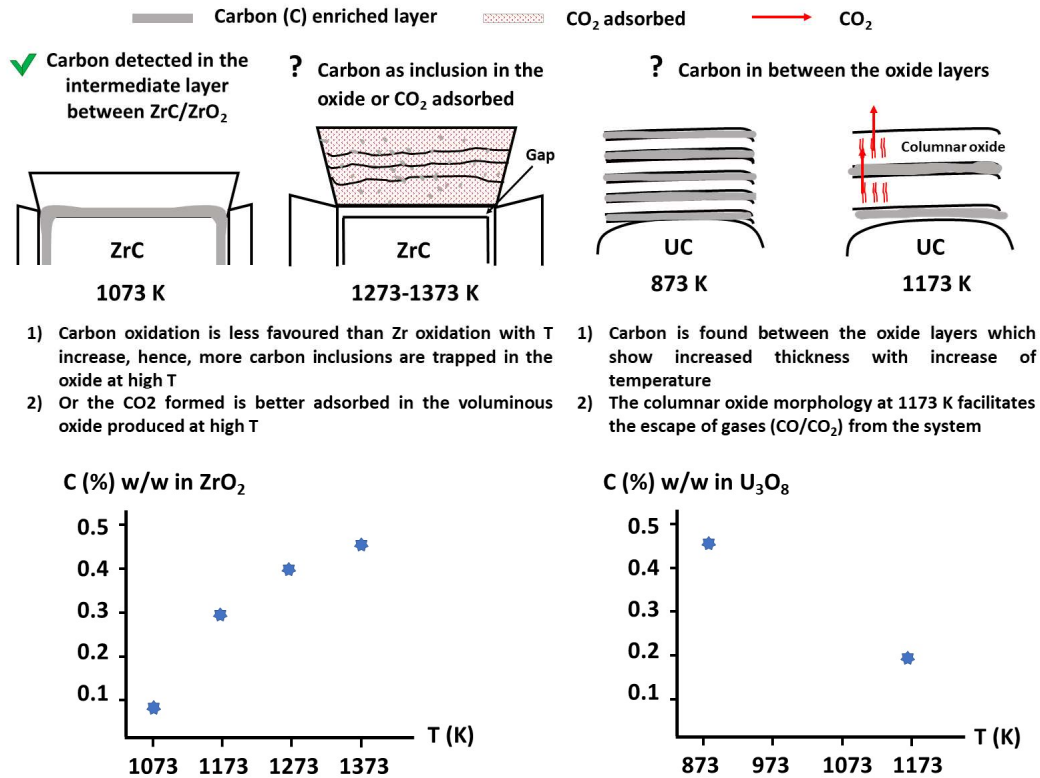 Carbon (C) enriched layer
CO₂ adsorbed
CO₂
Carbon detected in the
intermediate layer
between ZrC/ZrO₂
? Carbon as inclusion in the
oxide or CO₂ adsorbed
? Carbon in between the oxide layers
Gap
Columnar oxide
ZrC
ZrC
UC
UC
1073 K
1273-1373 K
873 K
1173 K
1) Carbon oxidation is less favoured than Zr oxidation with T
increase, hence, more carbon inclusions are trapped in the
oxide at high T
2) Or the CO2 formed is better adsorbed in the voluminous
oxide produced at high T
1) Carbon is found between the oxide layers which
show increased thickness with increase of
temperature
2) The columnar oxide morphology at 1173 K facilitates
the escape of gases (CO/CO₂) from the system
C (%) w/w in ZrO₂
0.5
0.4
0.3
0.2
0.1
T (K)
1073 1173 1273 1373
C (%) w/w in U₃O₈
0.5
0.4
0.3
0.2
0.1
T (K)
873 973 1073 1173